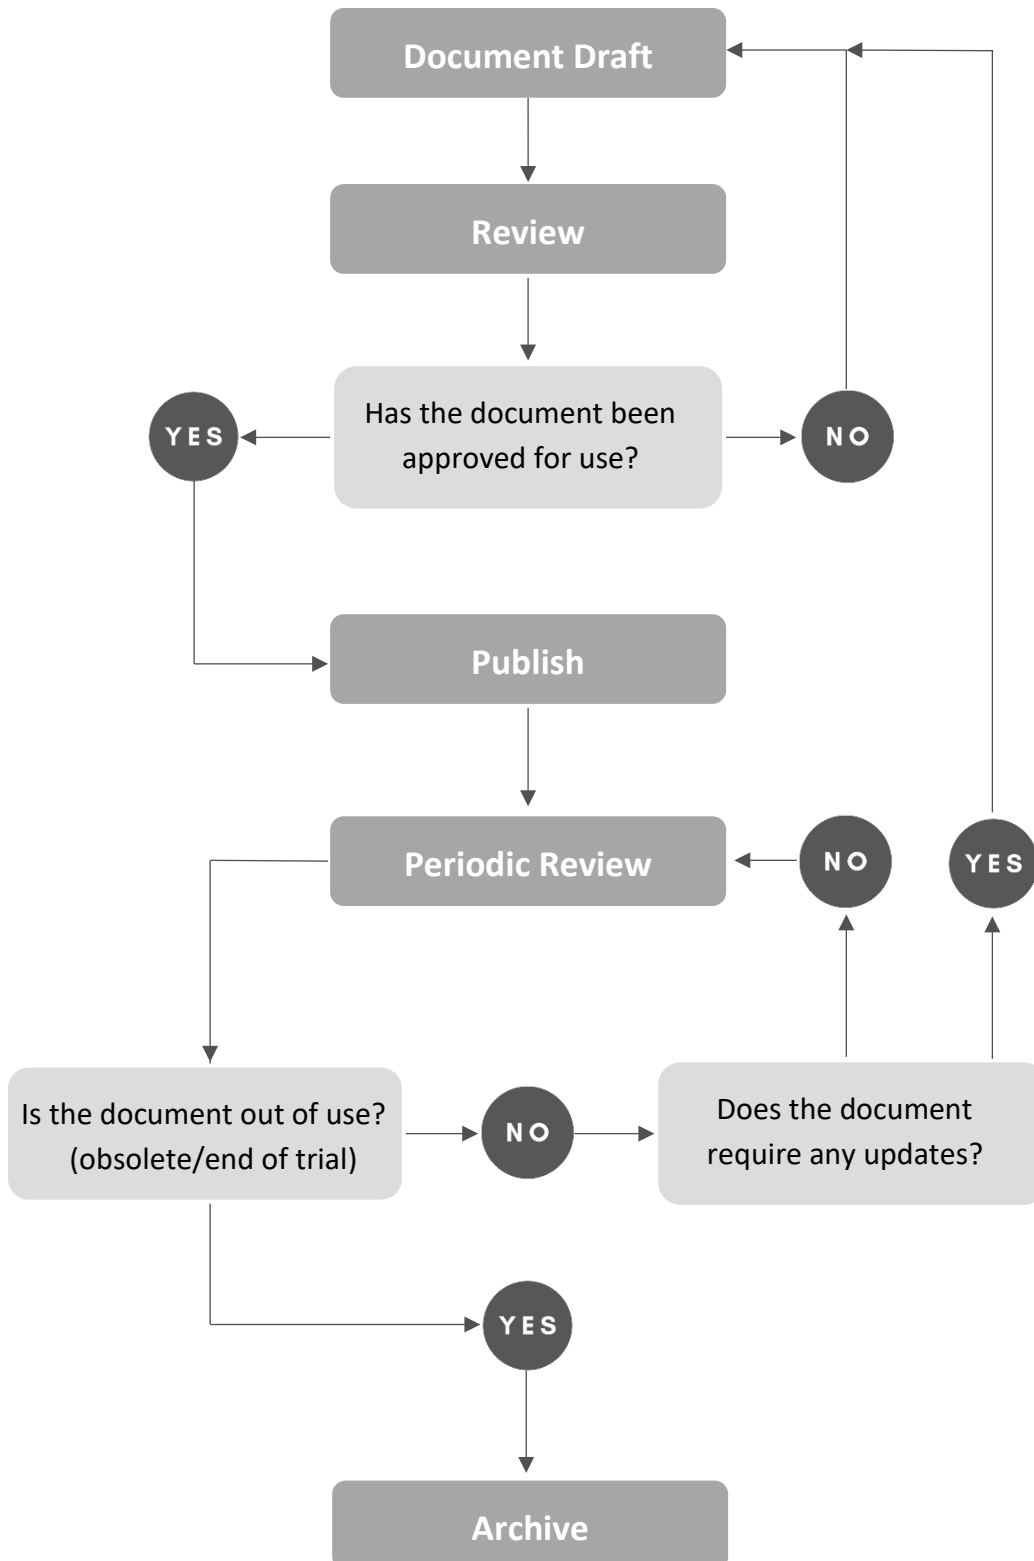 Document Draft
Review
Has the document been
approved for use?
YES
NO
Publish
Periodic Review
NO
YES
Is the document out of use?
(obsolete/end of trial)
NO
Does the document
require any updates?
YES
Archive